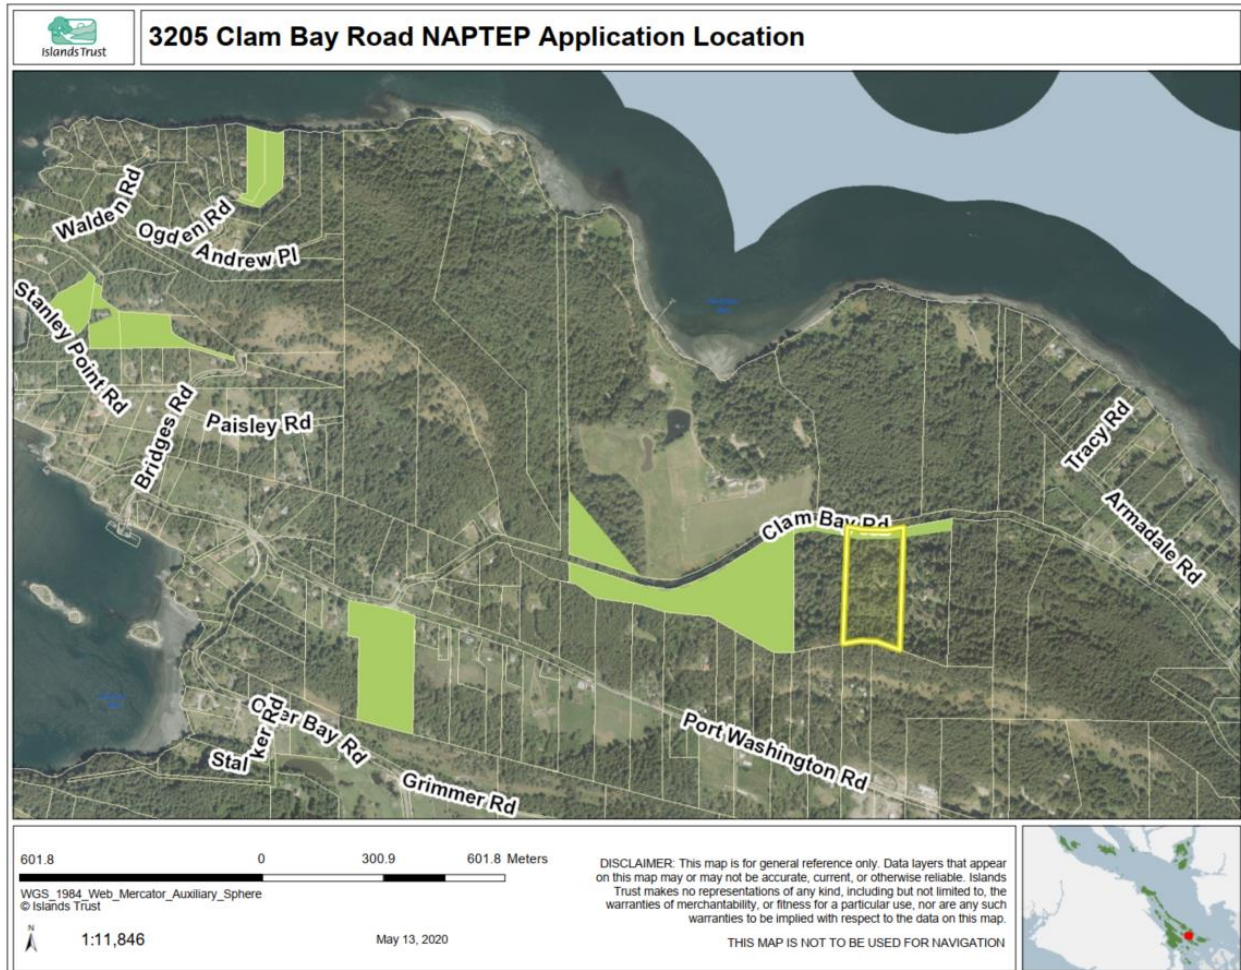 Islands Trust
3205 Clam Bay Road NAPTEP Application Location
Walden Rd
Ogden Rd
Andrew Pl
Stanley Point Rd
Bridges Rd
Paisley Rd
Clam Bay Rd
Tracy Rd
Armadale Rd
Port Washington Rd
Otter Bay Rd
Stalker Rd
Grimmer Rd
601.8 0 300.9 601.8 Meters
WGS_1984_Web_Mercator_Auxiliary_Sphere
© Islands Trust
N
1:11,846
May 13, 2020
DISCLAIMER: This map is for general reference only. Data layers that appear
on this map may or may not be accurate, current, or otherwise reliable. Islands
Trust makes no representations of any kind, including but not limited to, the
warranties of merchantability, or fitness for a particular use, nor are any such
warranties to be implied with respect to the data on this map.
THIS MAP IS NOT TO BE USED FOR NAVIGATION